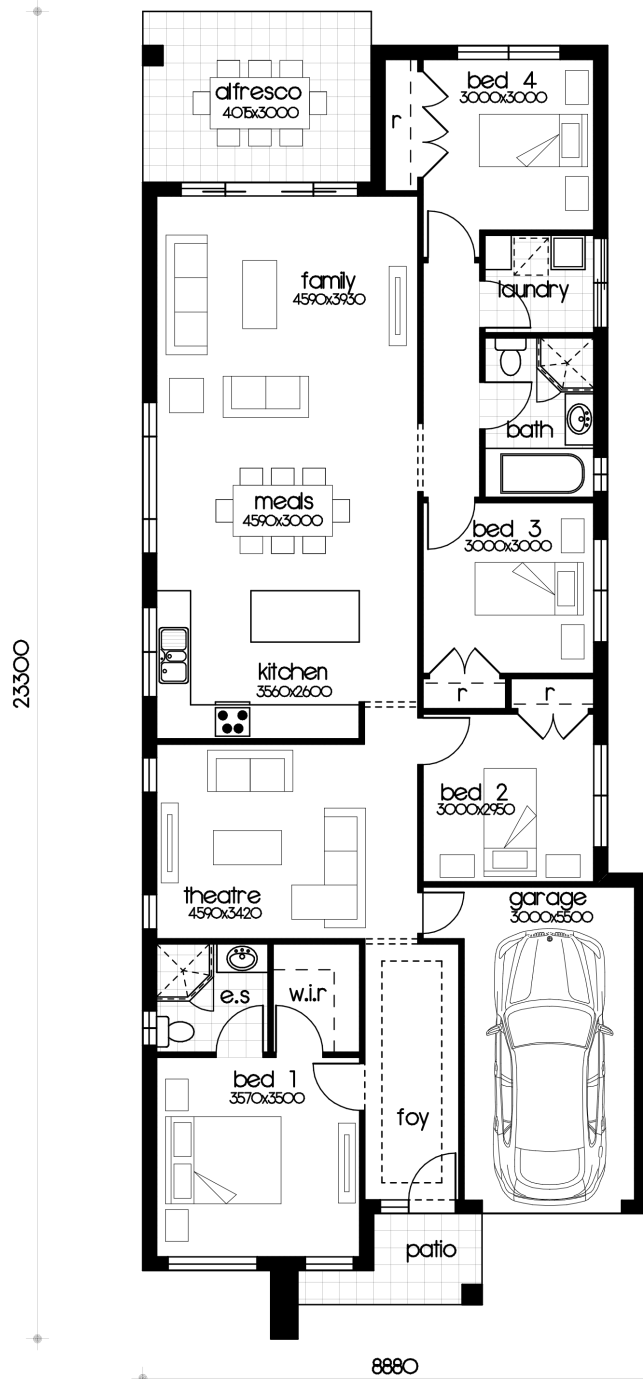 alfresco
4015x3000
bed 4
3000x3000
r
family
4590x3930
laundry
bath
meals
4590x3000
bed 3
3000x3000
23300
kitchen
3560x2600
r
r
bed 2
3000x2950
theatre
4590x3420
garage
3000x5500
e.s
w.i.r
bed 1
3570x3500
foy
patio
8880